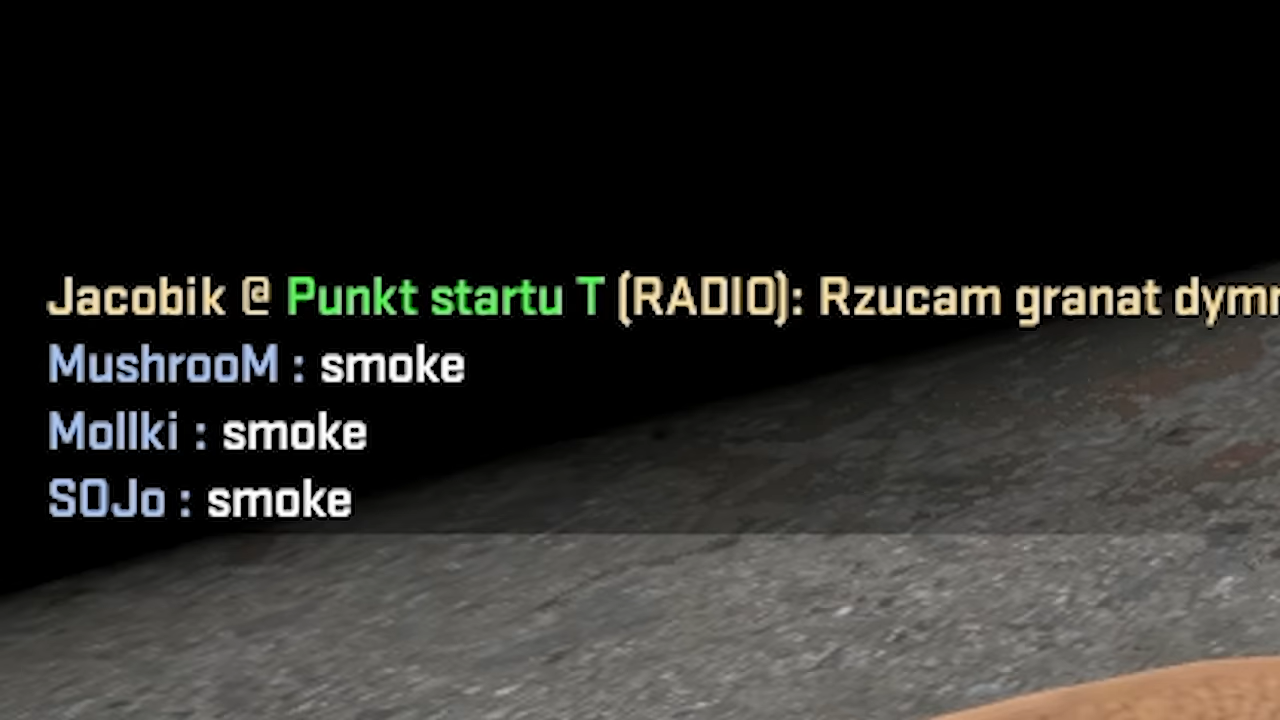 Jacobik @ Punkt startu T (RADIO): Rzucam granat
MushrooM : smoke
Mollki : smoke
SOJo : smoke